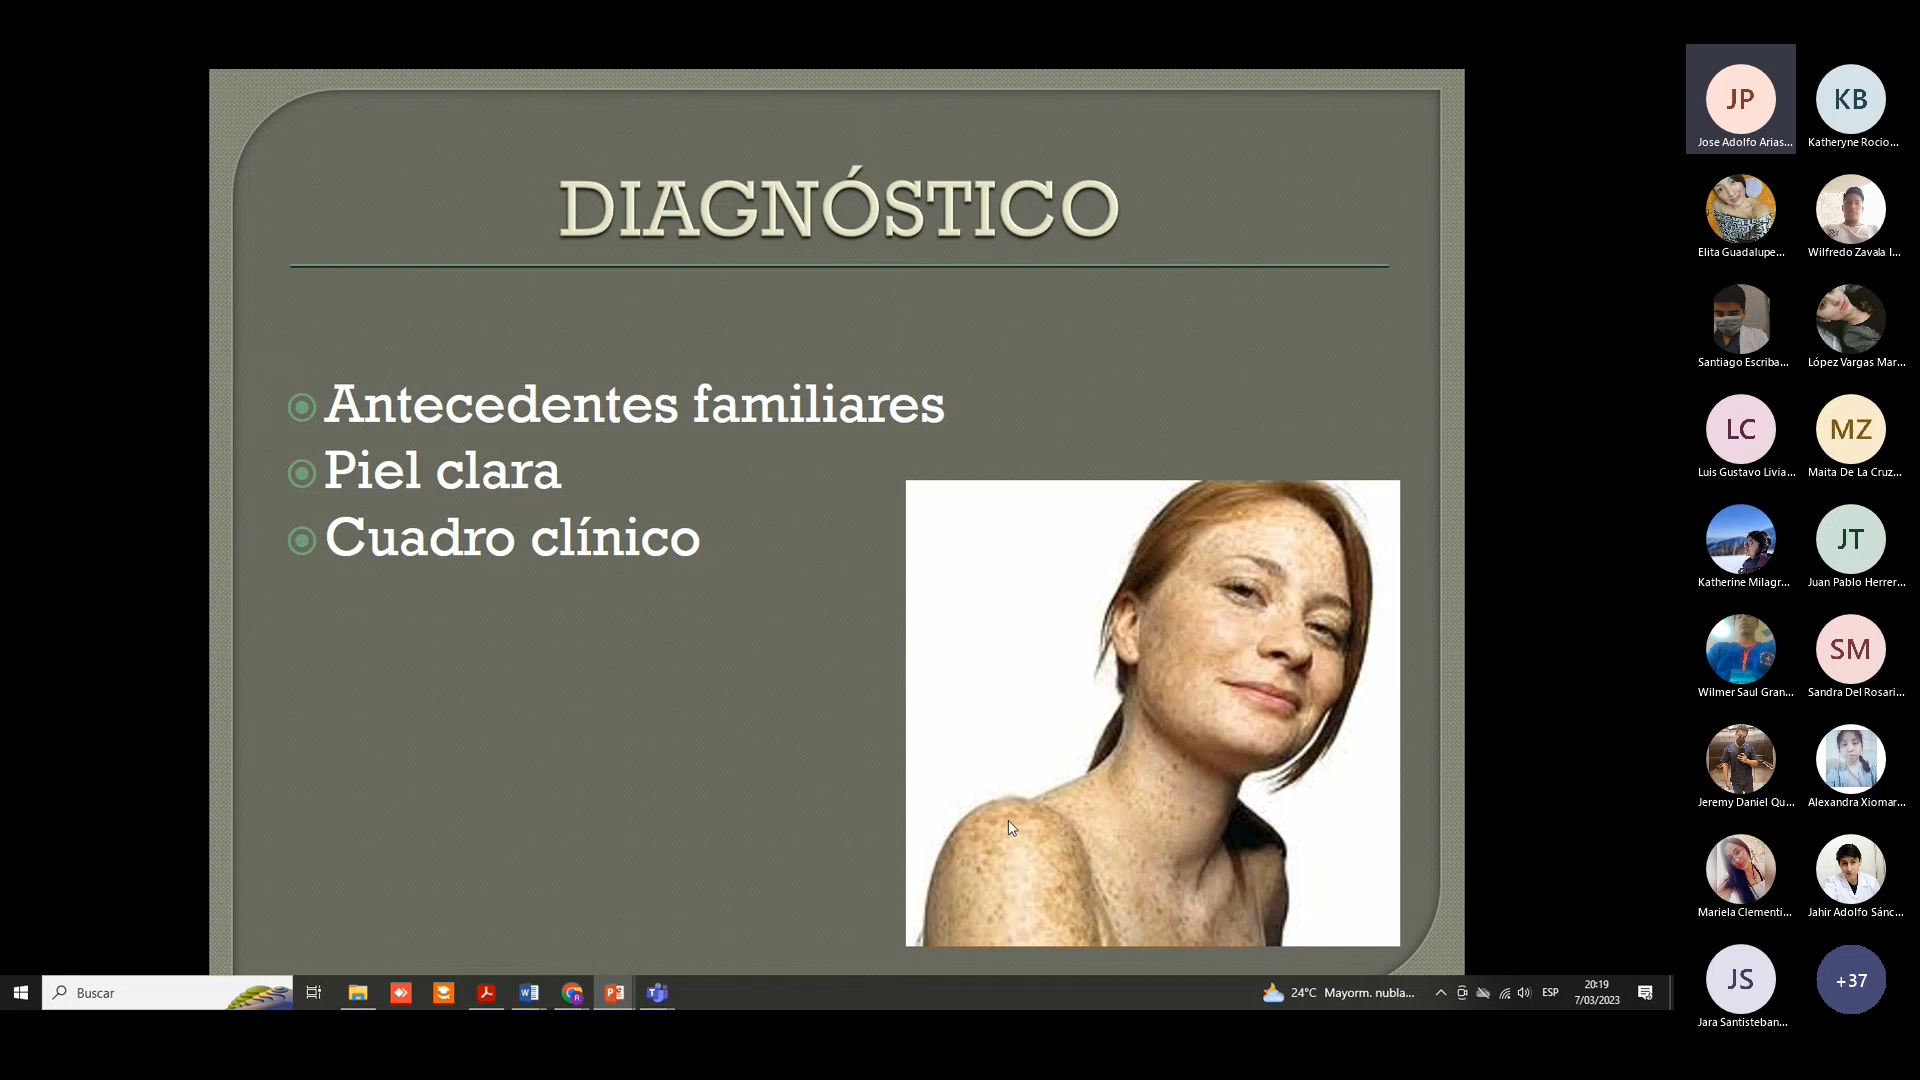 DIAGNÓSTICO
Antecedentes familiares
Piel clara
Cuadro clínico
JP
Jose Adolfo Arias...
KB
Katheryne Rocio...
Elita Guadalupe...
Wilfredo Zavala I...
Santiago Escriba...
López Vargas Mar...
LC
Luis Gustavo Livia...
MZ
Maita De La Cruz...
Katherine Milagr...
JT
Juan Pablo Herrer...
Wilmer Saul Gran...
SM
Sandra Del Rosari...
Jeremy Daniel Qu...
Alexandra Xiomar...
Mariela Clementi...
Jahir Adolfo Sánc...
JS
Jara Santisteban...
+37
Buscar
24°C Mayorm. nubla...
ESP
20:19
7/03/2023